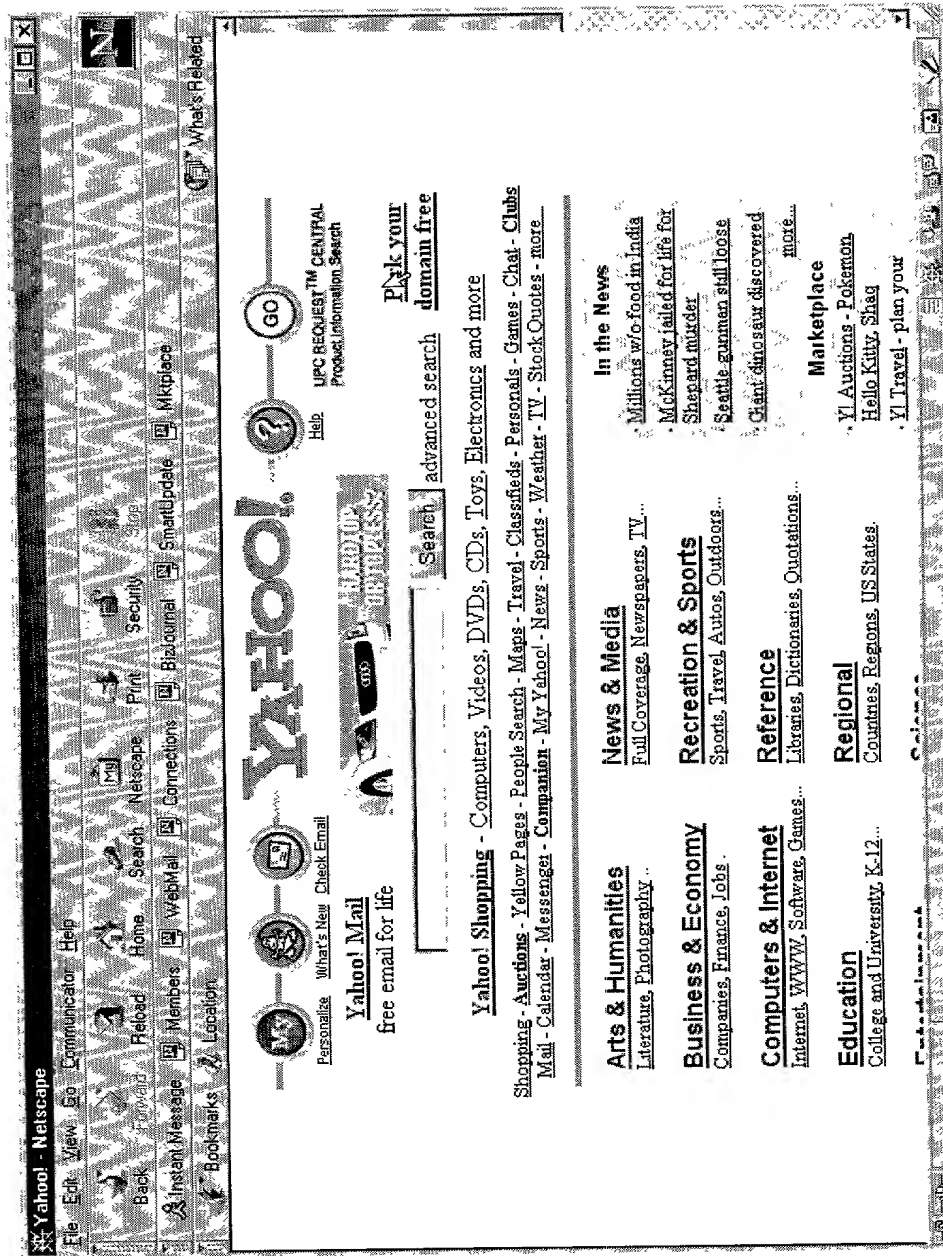 Yahoo! - Netscape
File Edit View Go Communicator Help
Back Forward Reload Home Search Netscape Print Security Stop
Instant Message Members WebMail Connections BizJournal SmartUpdate Mktplace
Bookmarks Location: What's Related
N
My
YAHOO!
GO
Personalize What's New Check Email Help UPC REQUEST™ CENTRAL
Product Information Search
Yahoo! Mail
free email for life
Pick your
domain free
Search advanced search
Yahoo! Shopping - Computers, Videos, DVDs, CDs, Toys, Electronics and more
Shopping - Auctions - Yellow Pages - People Search - Maps - Travel - Classifieds - Personals - Games - Chat - Clubs
Mail - Calendar - Messenger - Companion - My Yahoo! - News - Sports - Weather - TV - Stock Quotes - more...
Arts & Humanities
Literature, Photography...
Business & Economy
Companies, Finance, Jobs...
Computers & Internet
Internet, WWW, Software, Games...
Education
College and University, K-12...
News & Media
Full Coverage, Newspapers, TV...
Recreation & Sports
Sports, Travel, Autos, Outdoors...
Reference
Libraries, Dictionaries, Quotations...
Regional
Countries, Regions, US States...
In the News
· Millions w/o food in India
· McKinney jailed for life for
Shepard murder
· Seattle gunman still loose
· Giant dinosaur discovered
more...
Marketplace
· Y! Auctions - Pokemon,
Hello Kitty, Shaq
· Y! Travel - plan your